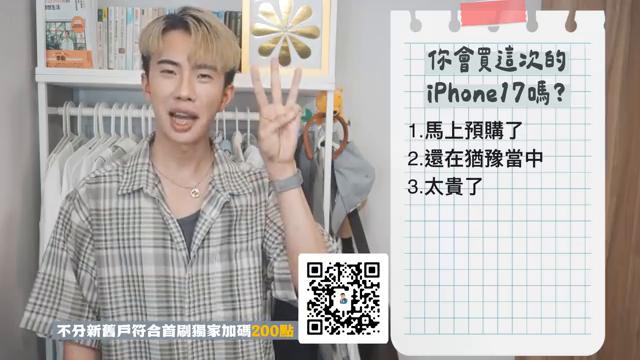 你會買這次的
iPhone17嗎?
1.馬上預購了
2.還在猶豫當中
3.太貴了
不分新舊戶符合首刷獨家加碼200點